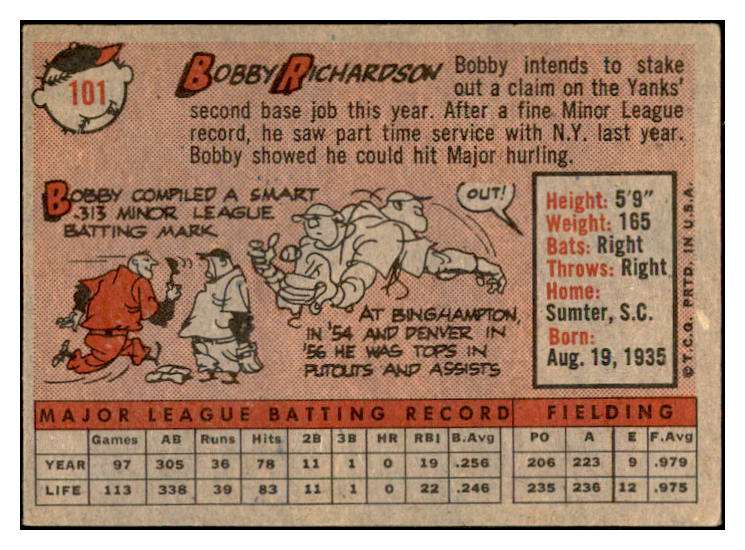 101
BOBBY RICHARDSON
Bobby intends to stake
out a claim on the Yanks'
second base job this year. After a fine Minor League
record, he saw part time service with N.Y. last year.
Bobby showed he could hit Major hurling.
BOBBY COMPILED A SMART
.313 MINOR LEAGUE
BATTING MARK
OUT!
AT BINGHAMPTON,
IN '54 AND DENVER IN
'56 HE WAS TOPS IN
PUTOUTS AND ASSISTS
Height: 5'9"
Weight: 165
Bats: Right
Throws: Right
Home:
Sumter, S.C.
Born:
Aug. 19, 1935
© T.C.G. PRTD. IN U.S.A.
MAJOR LEAGUE BATTING RECORD FIELDING
Games AB Runs Hits 2B 3B HR RBI B.Avg PO A E F.Avg
YEAR 97 305 36 78 11 1 0 19 .256 206 223 9 .979
LIFE 113 338 39 83 11 1 0 22 .246 235 236 12 .975